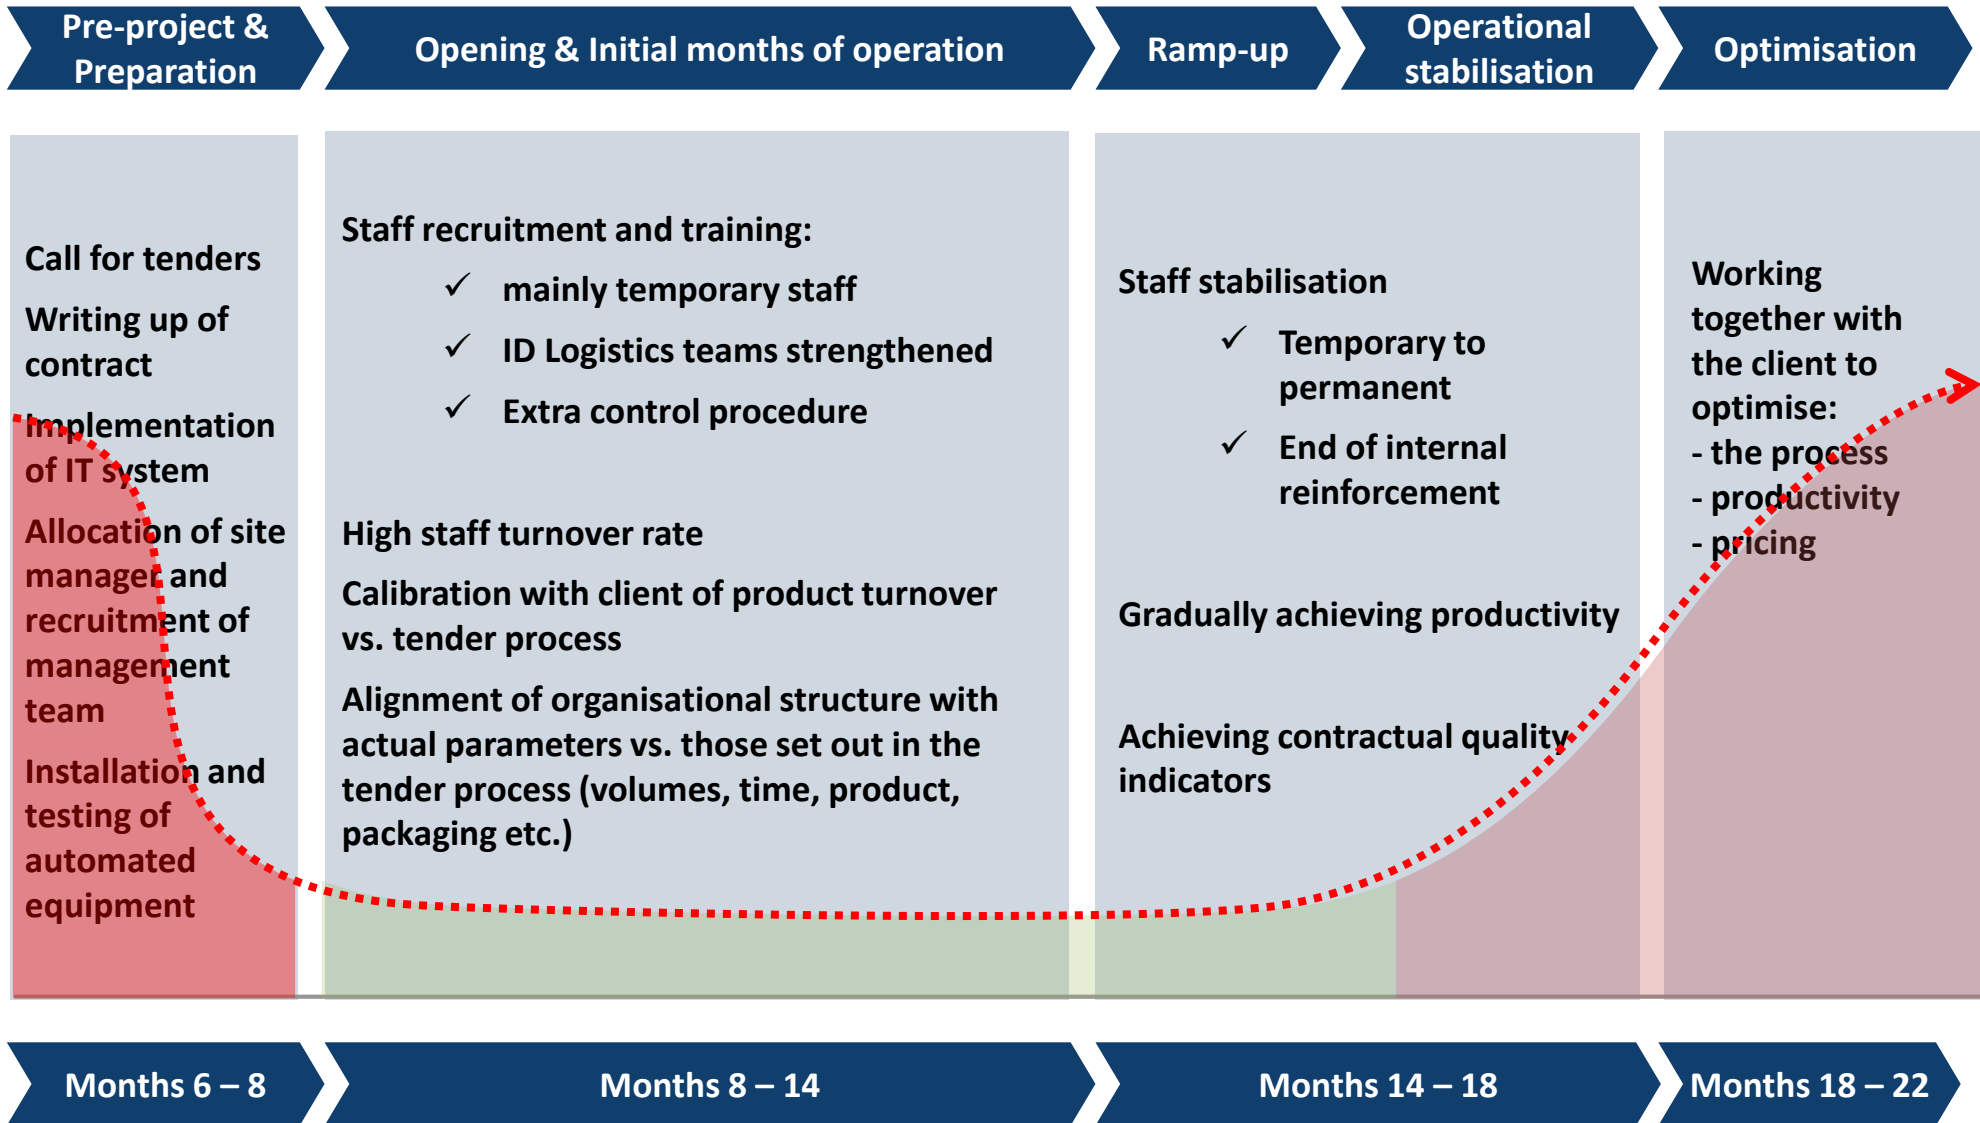 Pre-project &
Preparation
Opening & Initial months of operation
Ramp-up
Operational
stabilisation
Optimisation
Call for tenders
Writing up of
contract
Implementation
of IT system
Allocation of site
manager and
recruitment of
management
team
Installation and
testing of
automated
equipment
Staff recruitment and training:
✓ mainly temporary staff
✓ ID Logistics teams strengthened
✓ Extra control procedure
High staff turnover rate
Calibration with client of product turnover
vs. tender process
Alignment of organisational structure with
actual parameters vs. those set out in the
tender process (volumes, time, product,
packaging etc.)
Staff stabilisation
✓ Temporary to
permanent
✓ End of internal
reinforcement
Gradually achieving productivity
Achieving contractual quality
indicators
Working
together with
the client to
optimise:
- the process
- productivity
- pricing
Months 6 – 8
Months 8 – 14
Months 14 – 18
Months 18 – 22